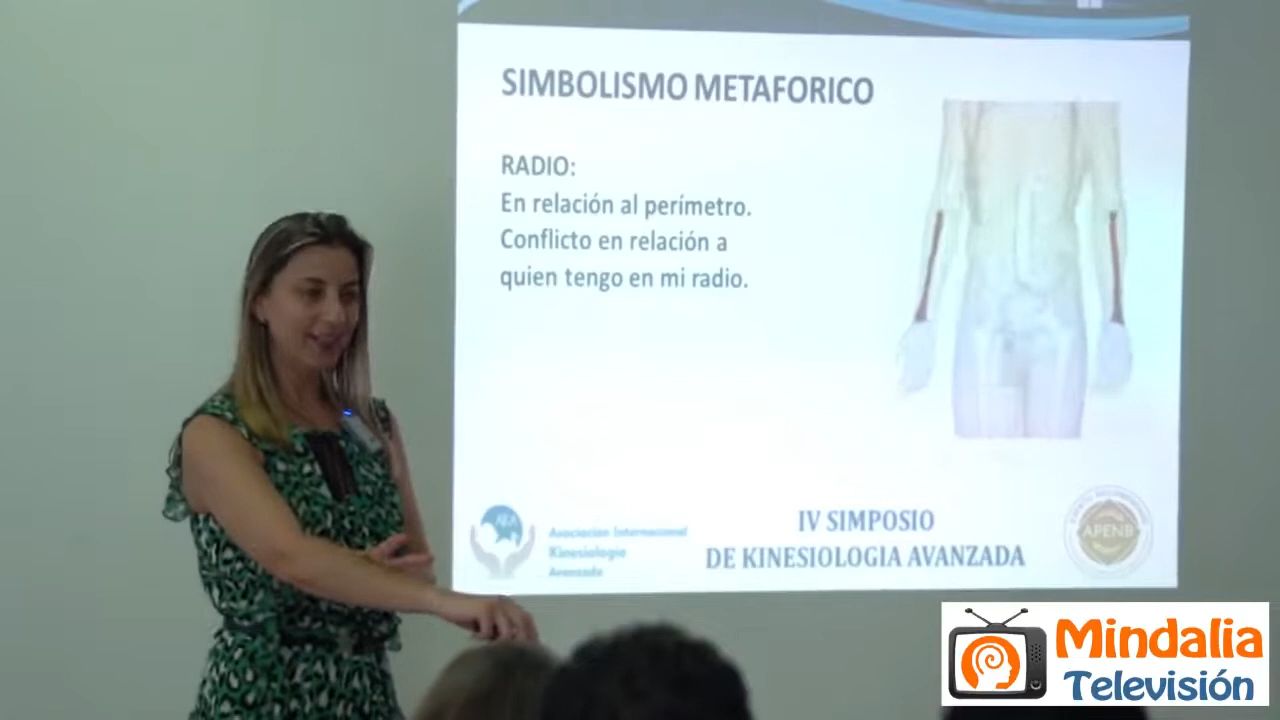 SIMBOLISMO METAFORICO
RADIO:
En relación al perímetro.
Conflicto en relación a
quien tengo en mi radio.
Asociacion Internacional
Kinesiologia
Avanzada
IV SIMPOSIO
DE KINESIOLOGIA AVANZADA
APENB
Mindalia
Televisión